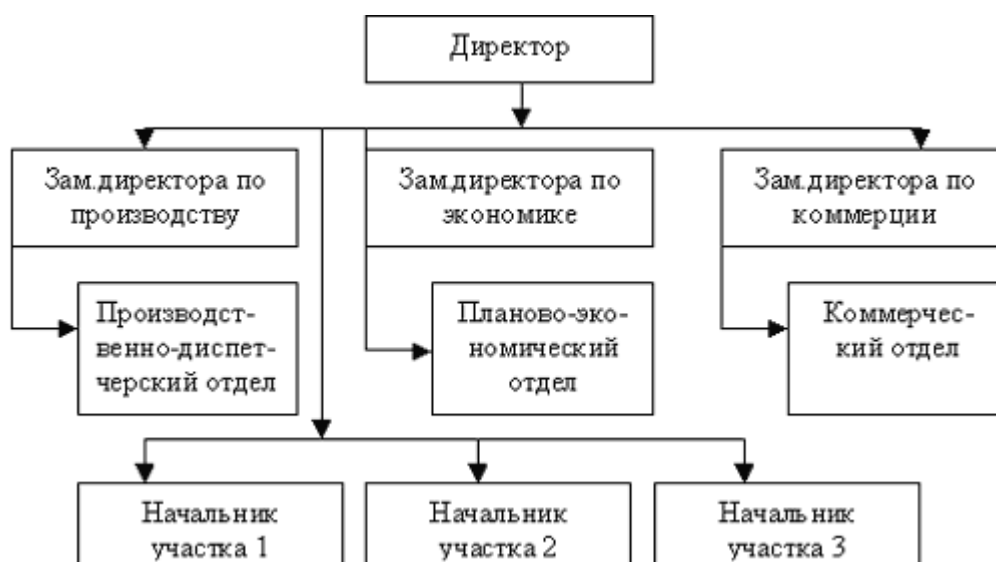 Директор
Зам.директора по
производству
Зам.директора по
экономике
Зам.директора по
коммерции
Производст-
венно-диспет-
черский отдел
Планово-эко-
номический
отдел
Коммерчес-
кий отдел
Начальник
участка 1
Начальник
участка 2
Начальник
участка 3